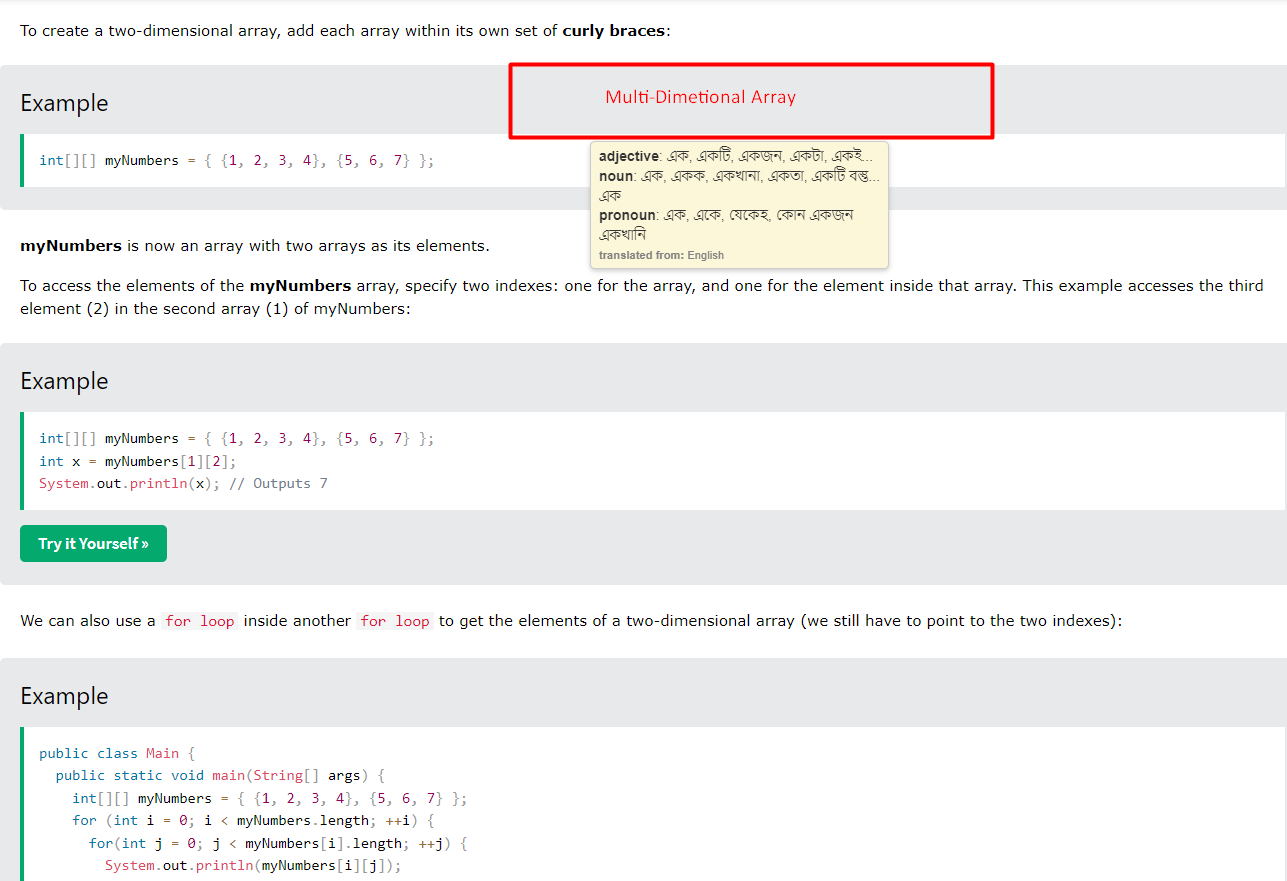 To create a two-dimensional array, add each array within its own set of curly braces:
Example
Multi-Dimetional Array
int[][] myNumbers = { {1, 2, 3, 4}, {5, 6, 7} };
adjective: এক, একটি, একজন, একটা, একই...
noun: এক, একক, একখানা, একতা, একটি বস্তু...
এক
pronoun: এক, একে, যেকেহ, কোন একজন
একখানি
translated from: English
myNumbers is now an array with two arrays as its elements.
To access the elements of the myNumbers array, specify two indexes: one for the array, and one for the element inside that array. This example accesses the third
element (2) in the second array (1) of myNumbers:
Example
int[][] myNumbers = { {1, 2, 3, 4}, {5, 6, 7} };
int x = myNumbers[1][2];
System.out.println(x); // Outputs 7
Try it Yourself »
We can also use a for loop inside another for loop to get the elements of a two-dimensional array (we still have to point to the two indexes):
Example
public class Main {
public static void main(String[] args) {
int[][] myNumbers = { {1, 2, 3, 4}, {5, 6, 7} };
for (int i = 0; i < myNumbers.length; ++i) {
for(int j = 0; j < myNumbers[i].length; ++j) {
System.out.println(myNumbers[i][j]);